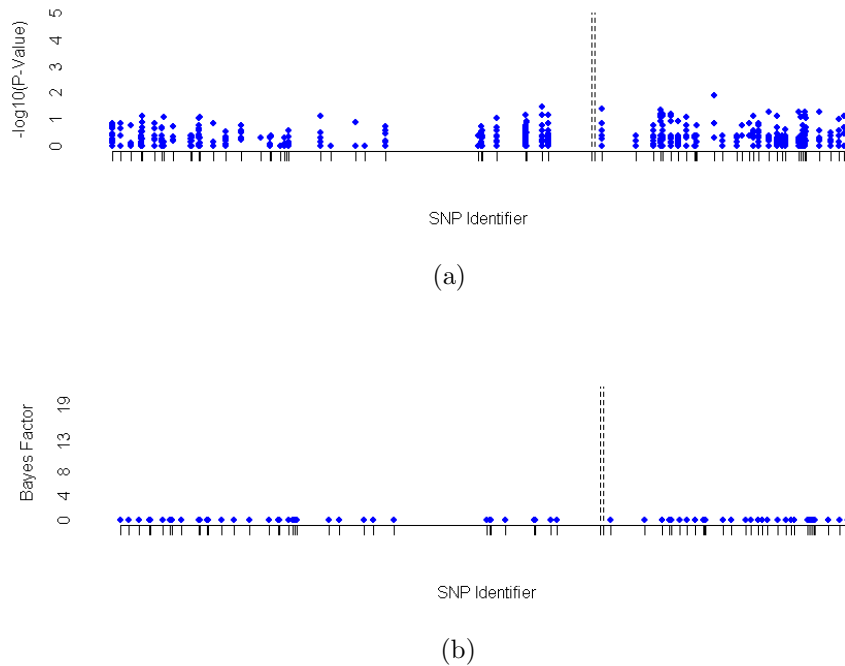 -log10(P-Value)
5
4
3
2
1
0
SNP Identifier
(a)
Bayes Factor
19
13
8
4
0
SNP Identifier
(b)